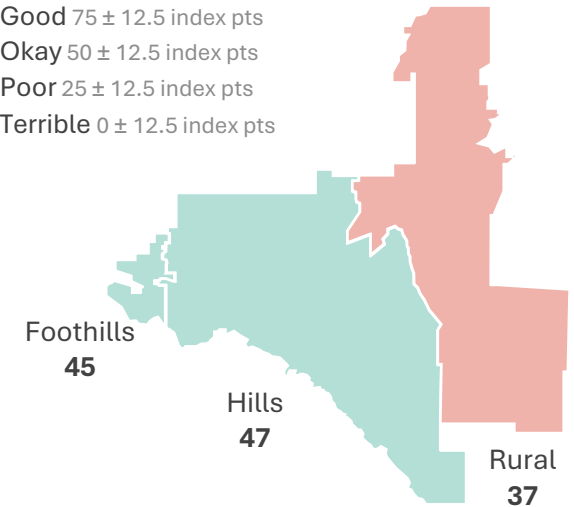 Good 75 ± 12.5 index pts
Okay 50 ± 12.5 index pts
Poor 25 ± 12.5 index pts
Terrible 0 ± 12.5 index pts
Foothills
45
Hills
47
Rural
37